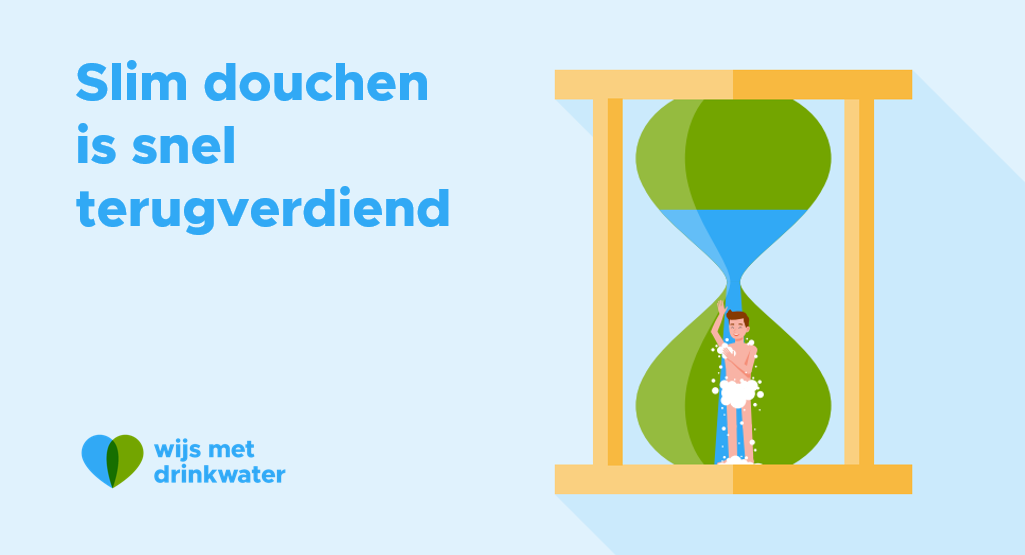 Slim douchen
is snel
terugverdiend
wijs met
drinkwater